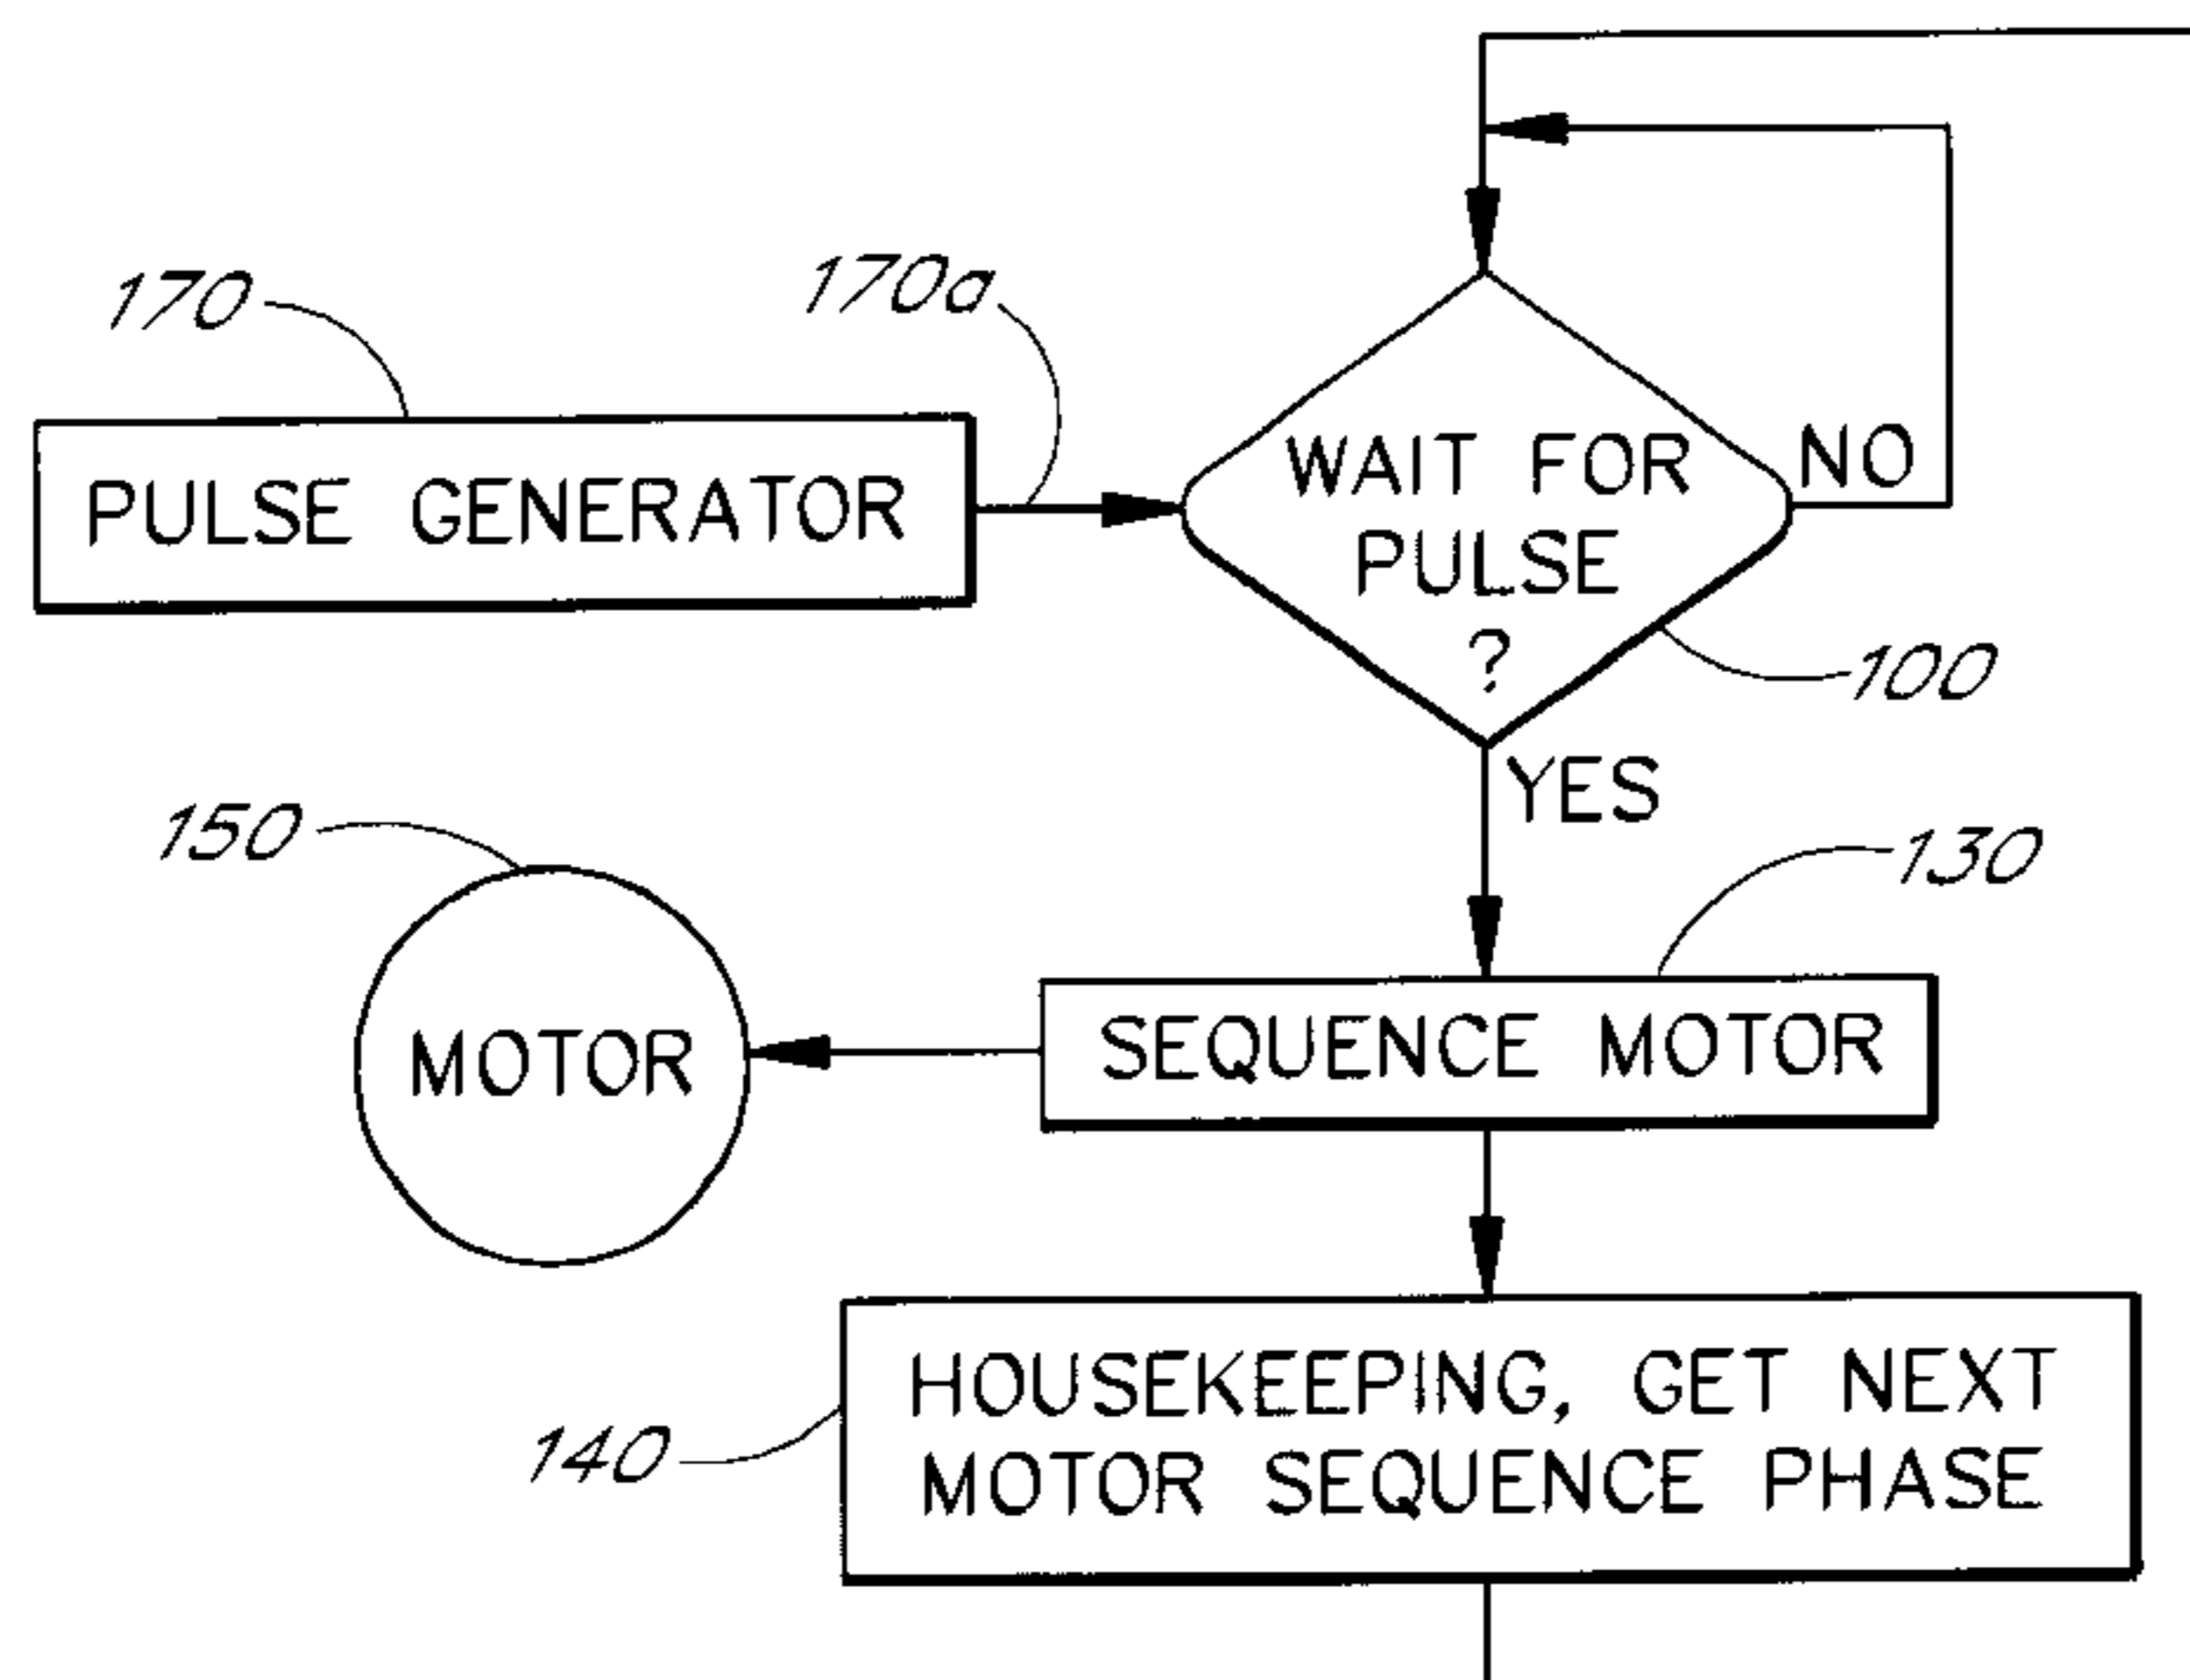 170
170a
PULSE GENERATOR
WAIT FOR
PULSE
?
NO
100
YES
150
130
MOTOR
SEQUENCE MOTOR
140
HOUSEKEEPING, GET NEXT
MOTOR SEQUENCE PHASE